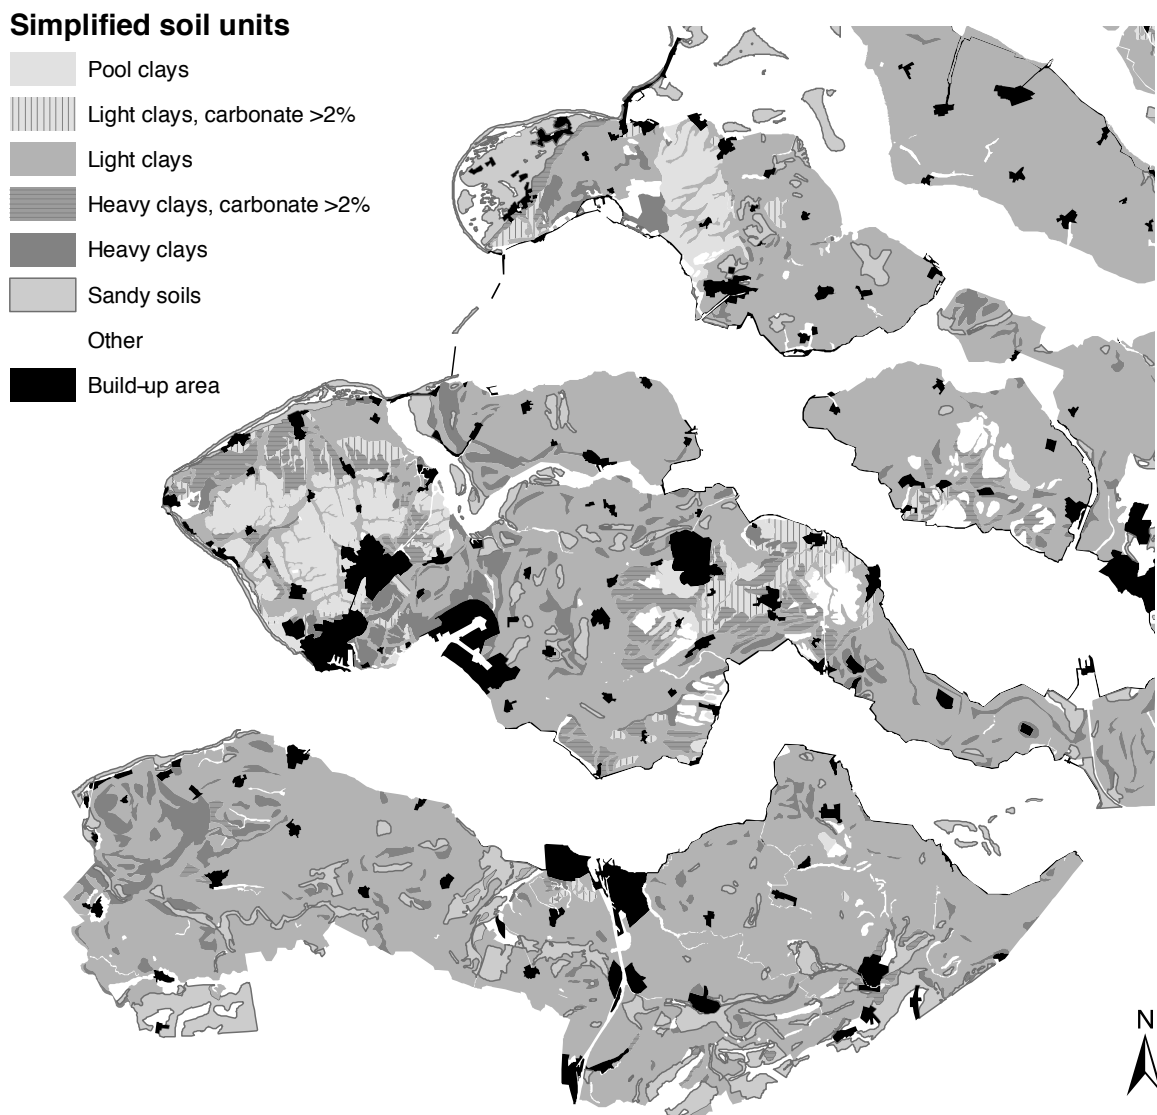 Simplified soil units
Pool clays
Light clays, carbonate >2%
Light clays
Heavy clays, carbonate >2%
Heavy clays
Sandy soils
Other
Build-up area
N